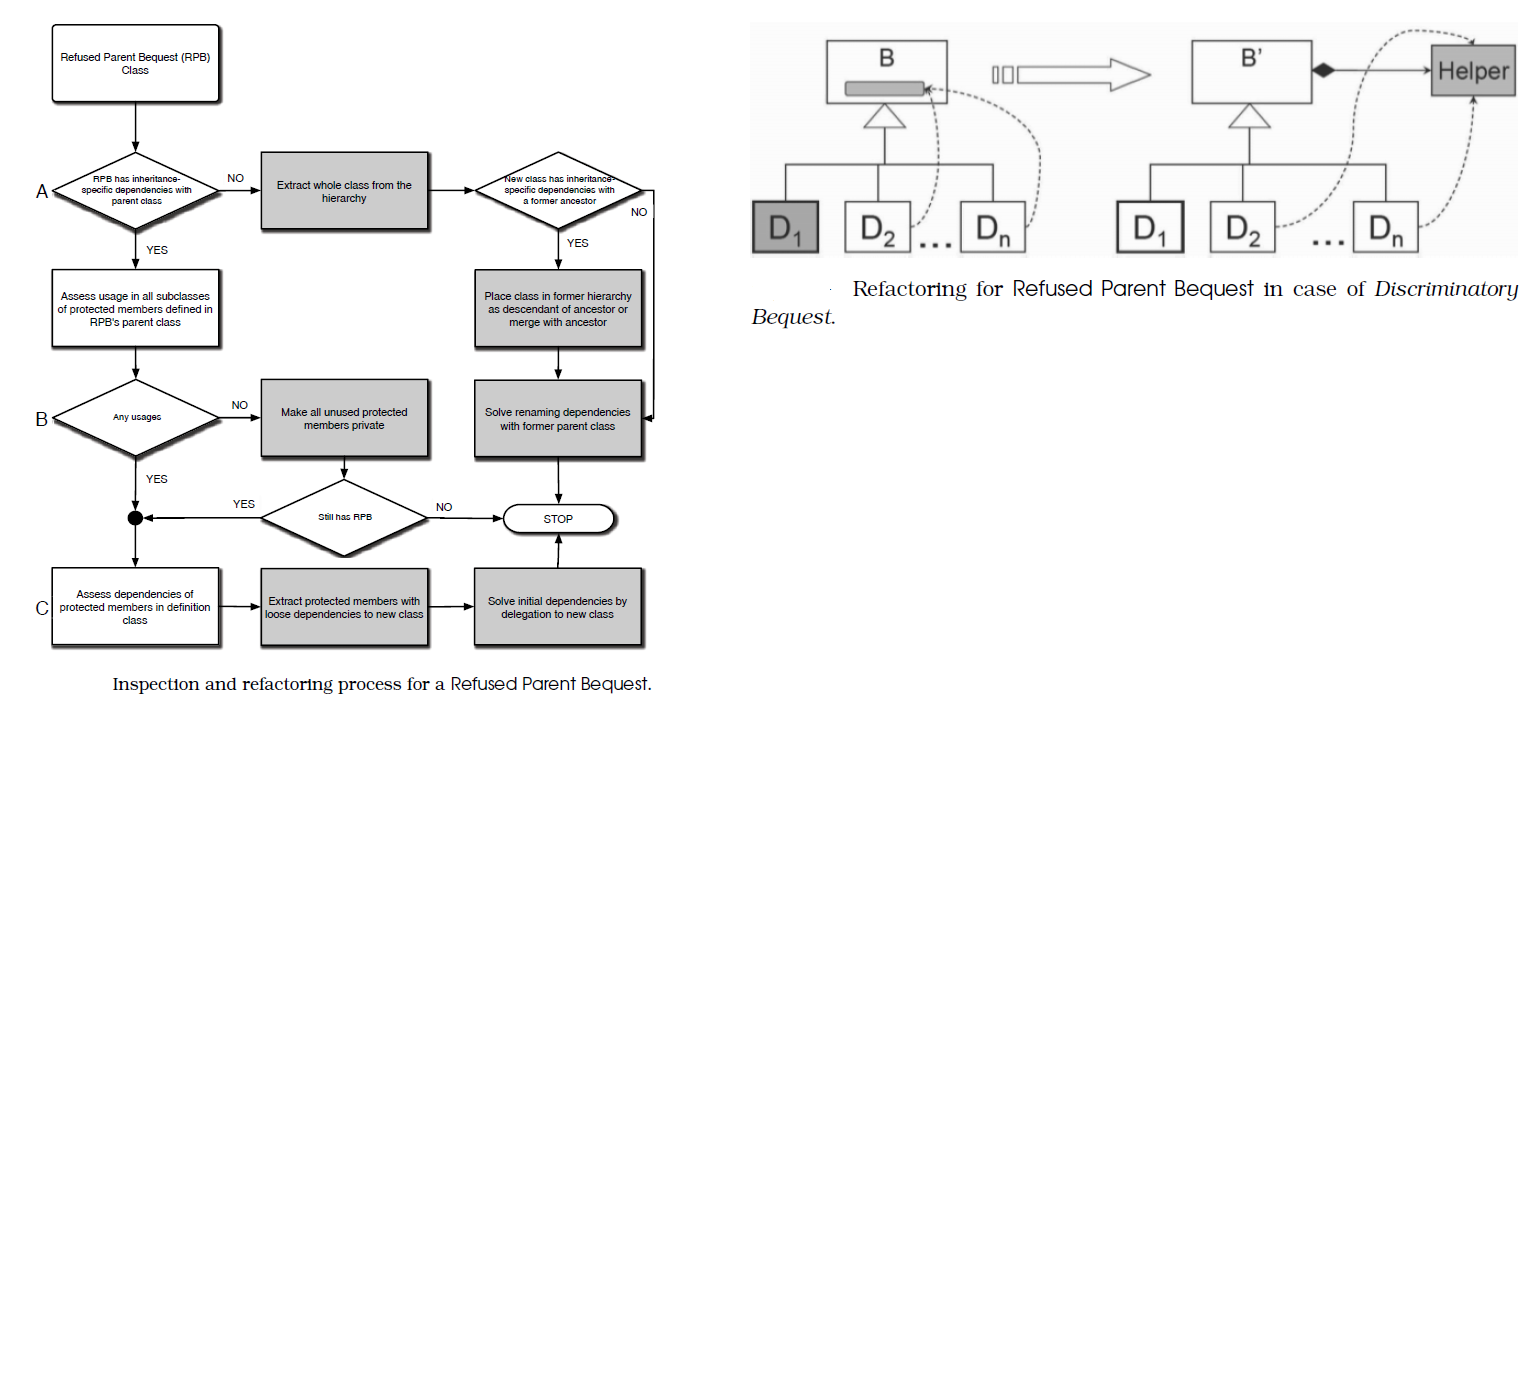 Refused Parent Bequest (RPB)
Class
A
RPB has inheritance-
specific dependencies with
parent class
NO
Extract whole class from the
hierarchy
New class has inheritance-
specific dependencies with
a former ancestor
NO
YES
YES
Assess usage in all subclasses
of protected members defined in
RPB's parent class
Place class in former hierarchy
as descendant of ancestor or
merge with ancestor
B
Any usages
NO
Make all unused protected
members private
Solve renaming dependencies
with former parent class
YES
YES
Still has RPB
NO
STOP
C
Assess dependencies of
protected members in definition
class
Extract protected members with
loose dependencies to new class
Solve initial dependencies by
delegation to new class
Inspection and refactoring process for a Refused Parent Bequest.
B
B'
Helper
D1
D2
...
Dn
D1
D2
...
Dn
Refactoring for Refused Parent Bequest in case of Discriminatory
Bequest.